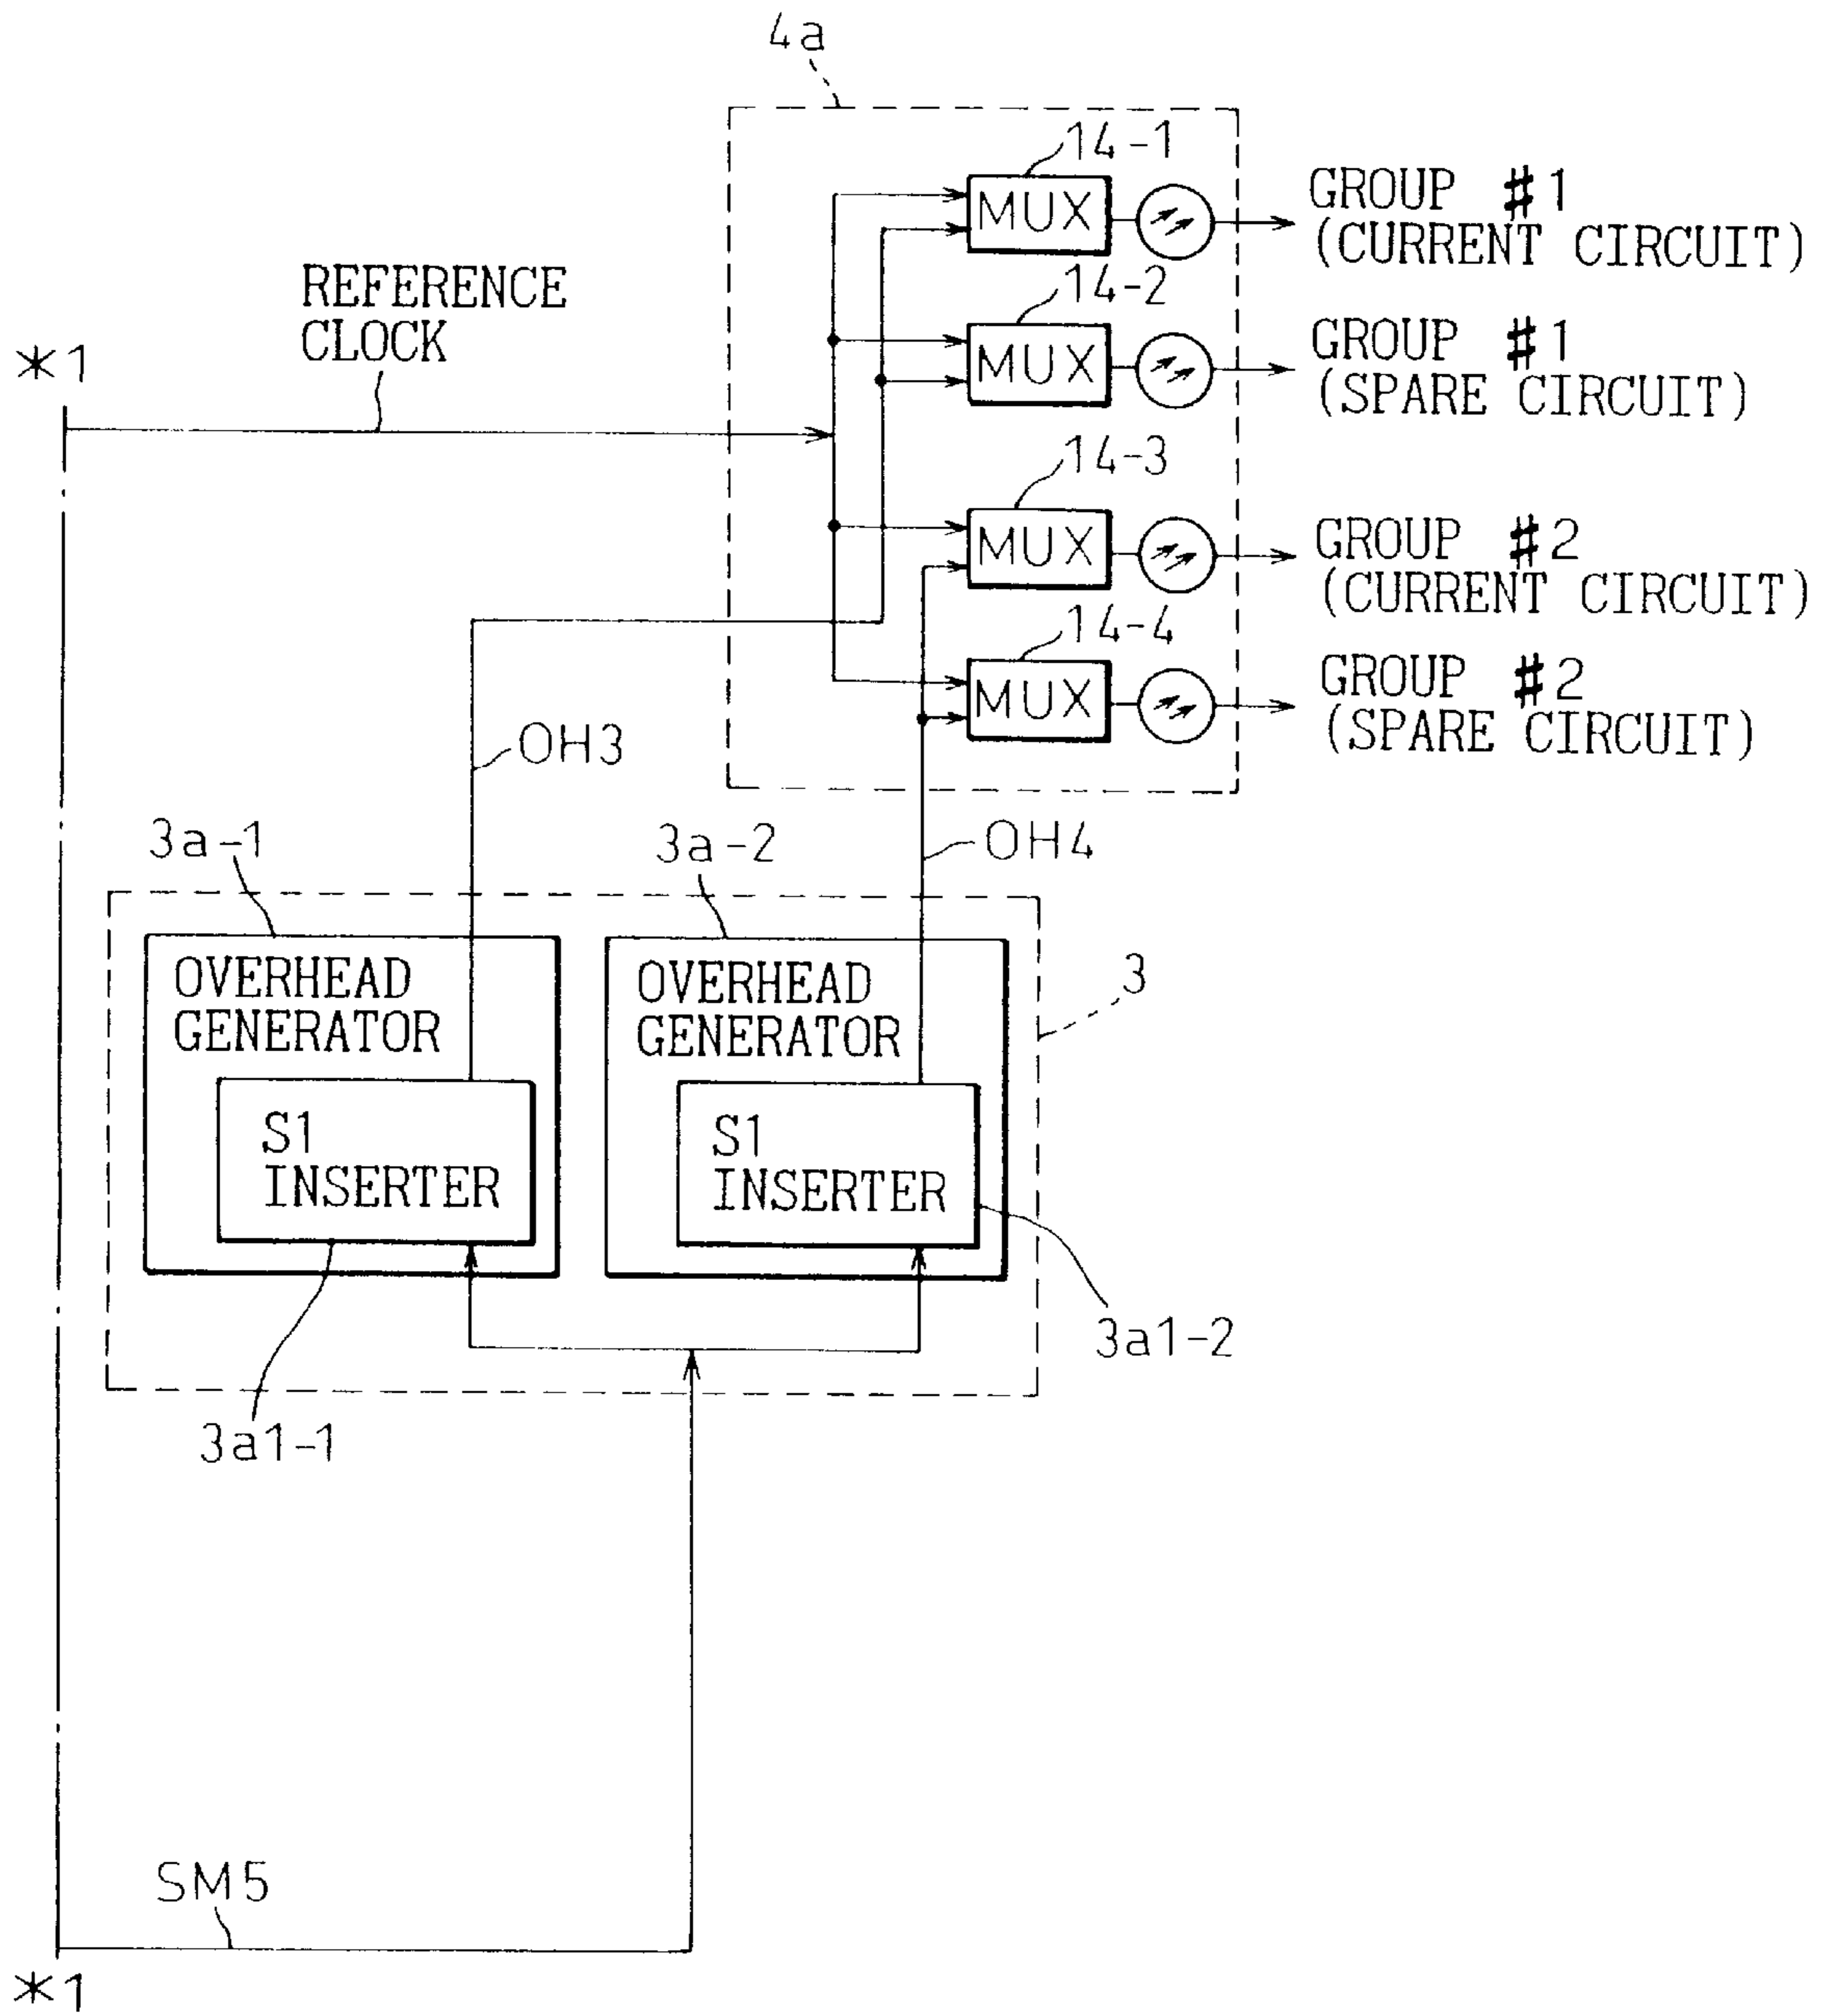 4a
14-1
MUX
GROUP #1
(CURRENT CIRCUIT)
REFERENCE
CLOCK
14-2
MUX
GROUP #1
(SPARE CIRCUIT)
*1
14-3
MUX
GROUP #2
(CURRENT CIRCUIT)
14-4
MUX
GROUP #2
(SPARE CIRCUIT)
OH3
OH4
3a-1
3a-2
3
OVERHEAD
GENERATOR
OVERHEAD
GENERATOR
S1
INSERTER
S1
INSERTER
3a1-2
3a1-1
SM5
*1